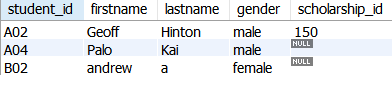 student_id firstname lastname gender scholarship_id
A02 Geoff Hinton male 150
A04 Palo Kai male NULL
B02 andrew a female NULL